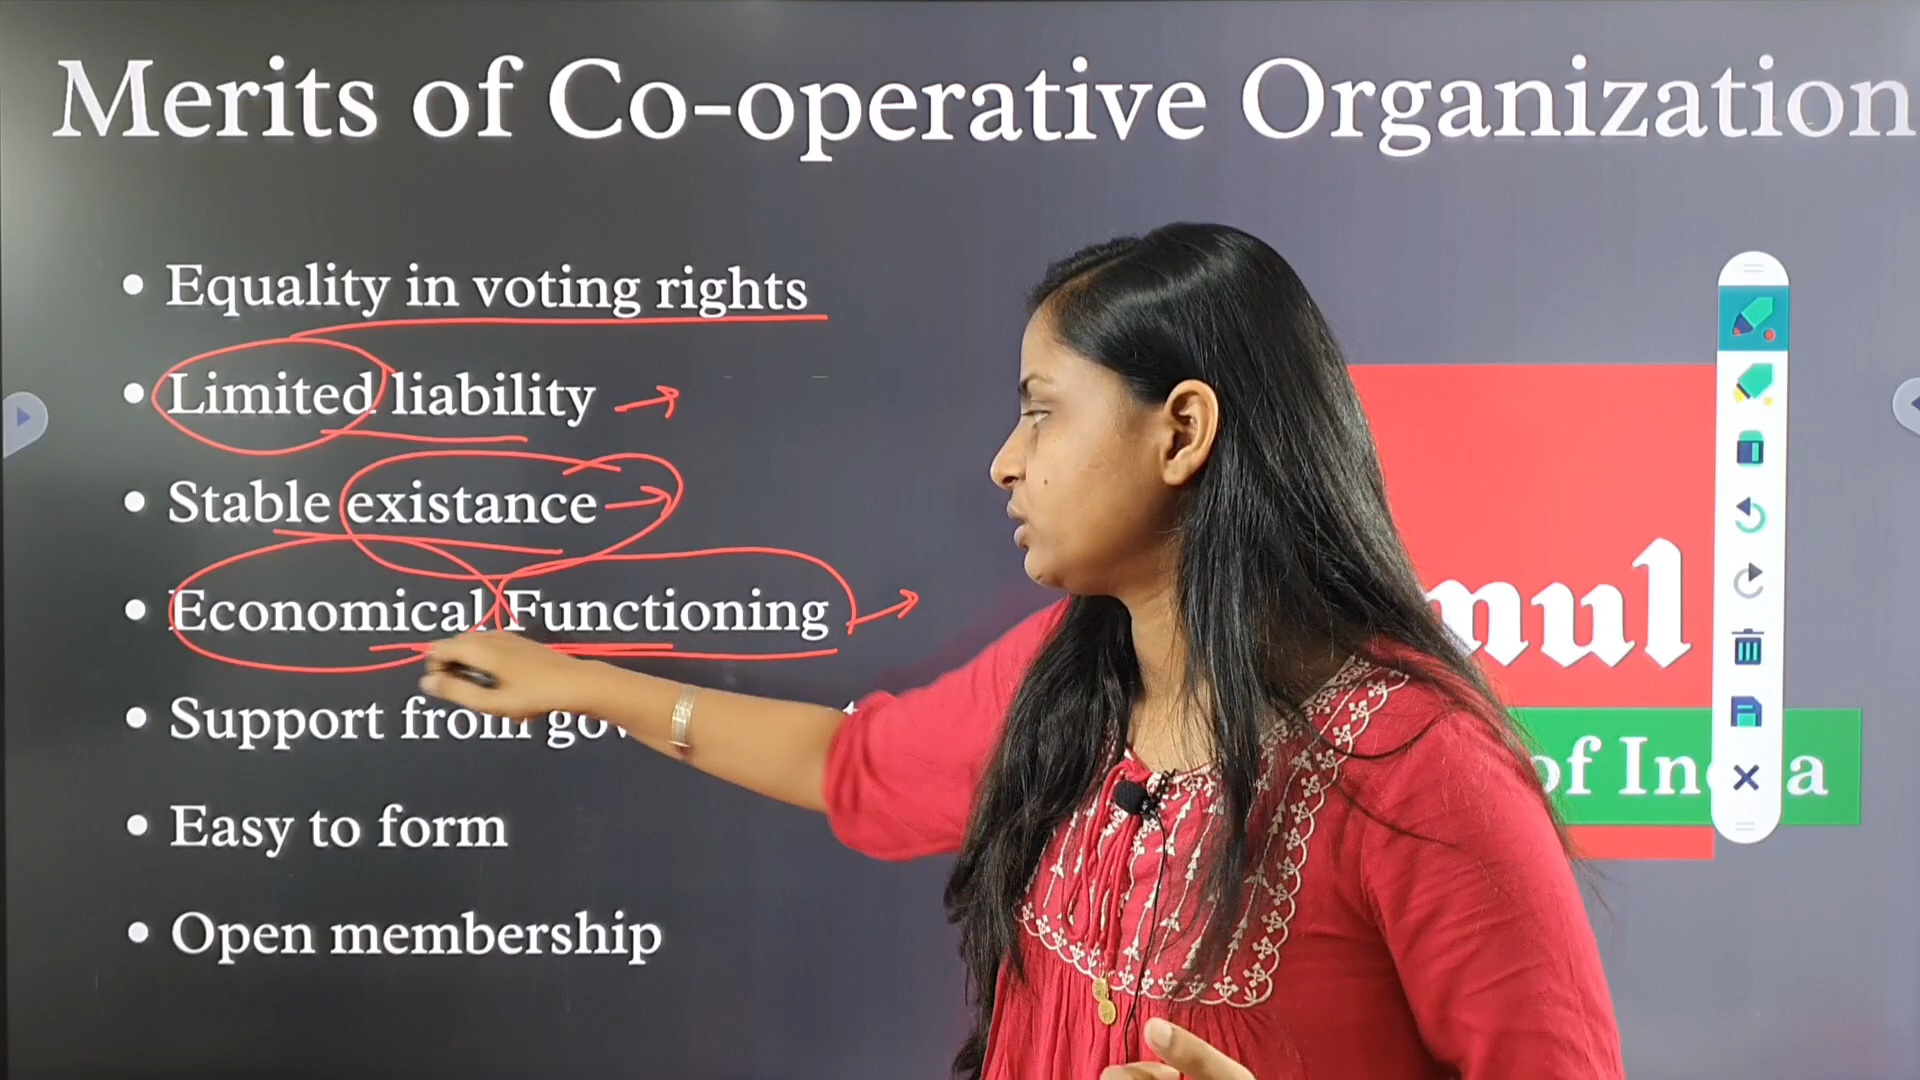 Merits of Co-operative Organization
• Equality in voting rights
• Limited liability
• Stable existance
• Economical Functioning
• Support from
• Easy to form
• Open membership
mul
of India